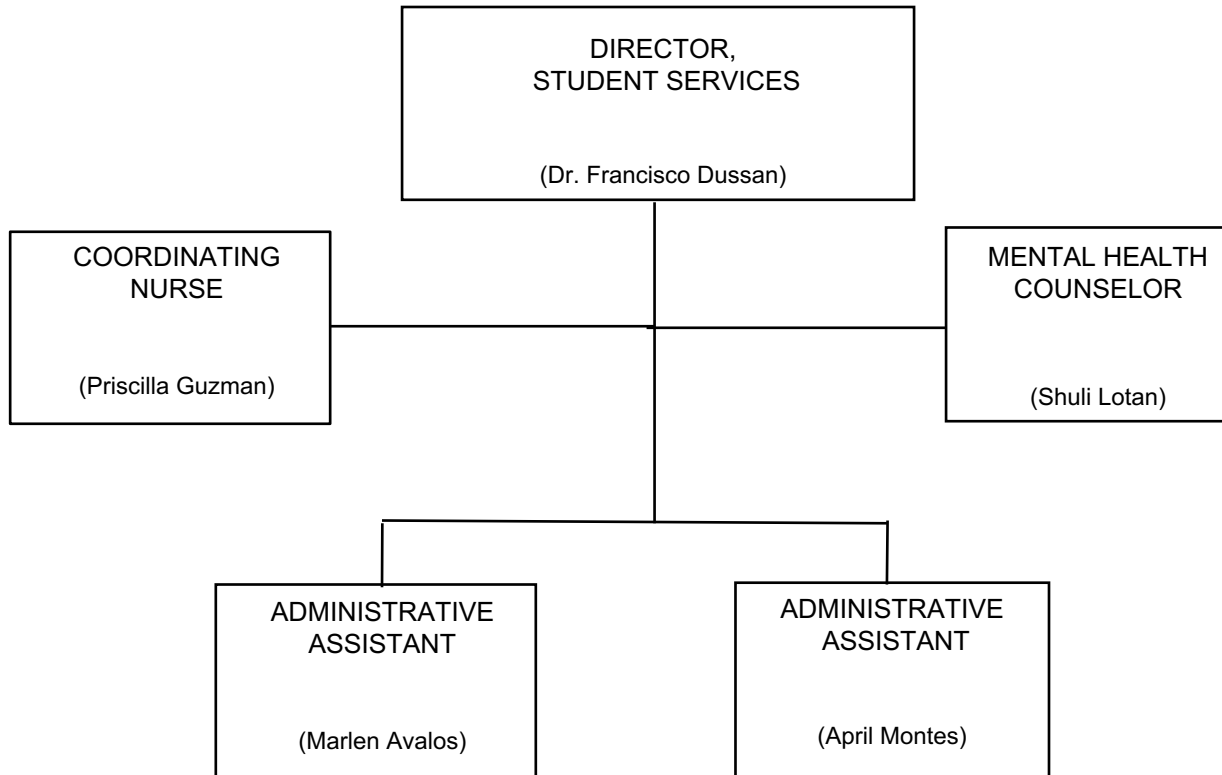 DIRECTOR,
STUDENT SERVICES
(Dr. Francisco Dussan)
COORDINATING
NURSE
(Priscilla Guzman)
MENTAL HEALTH
COUNSELOR
(Shuli Lotan)
ADMINISTRATIVE
ASSISTANT
(Marlen Avalos)
ADMINISTRATIVE
ASSISTANT
(April Montes)